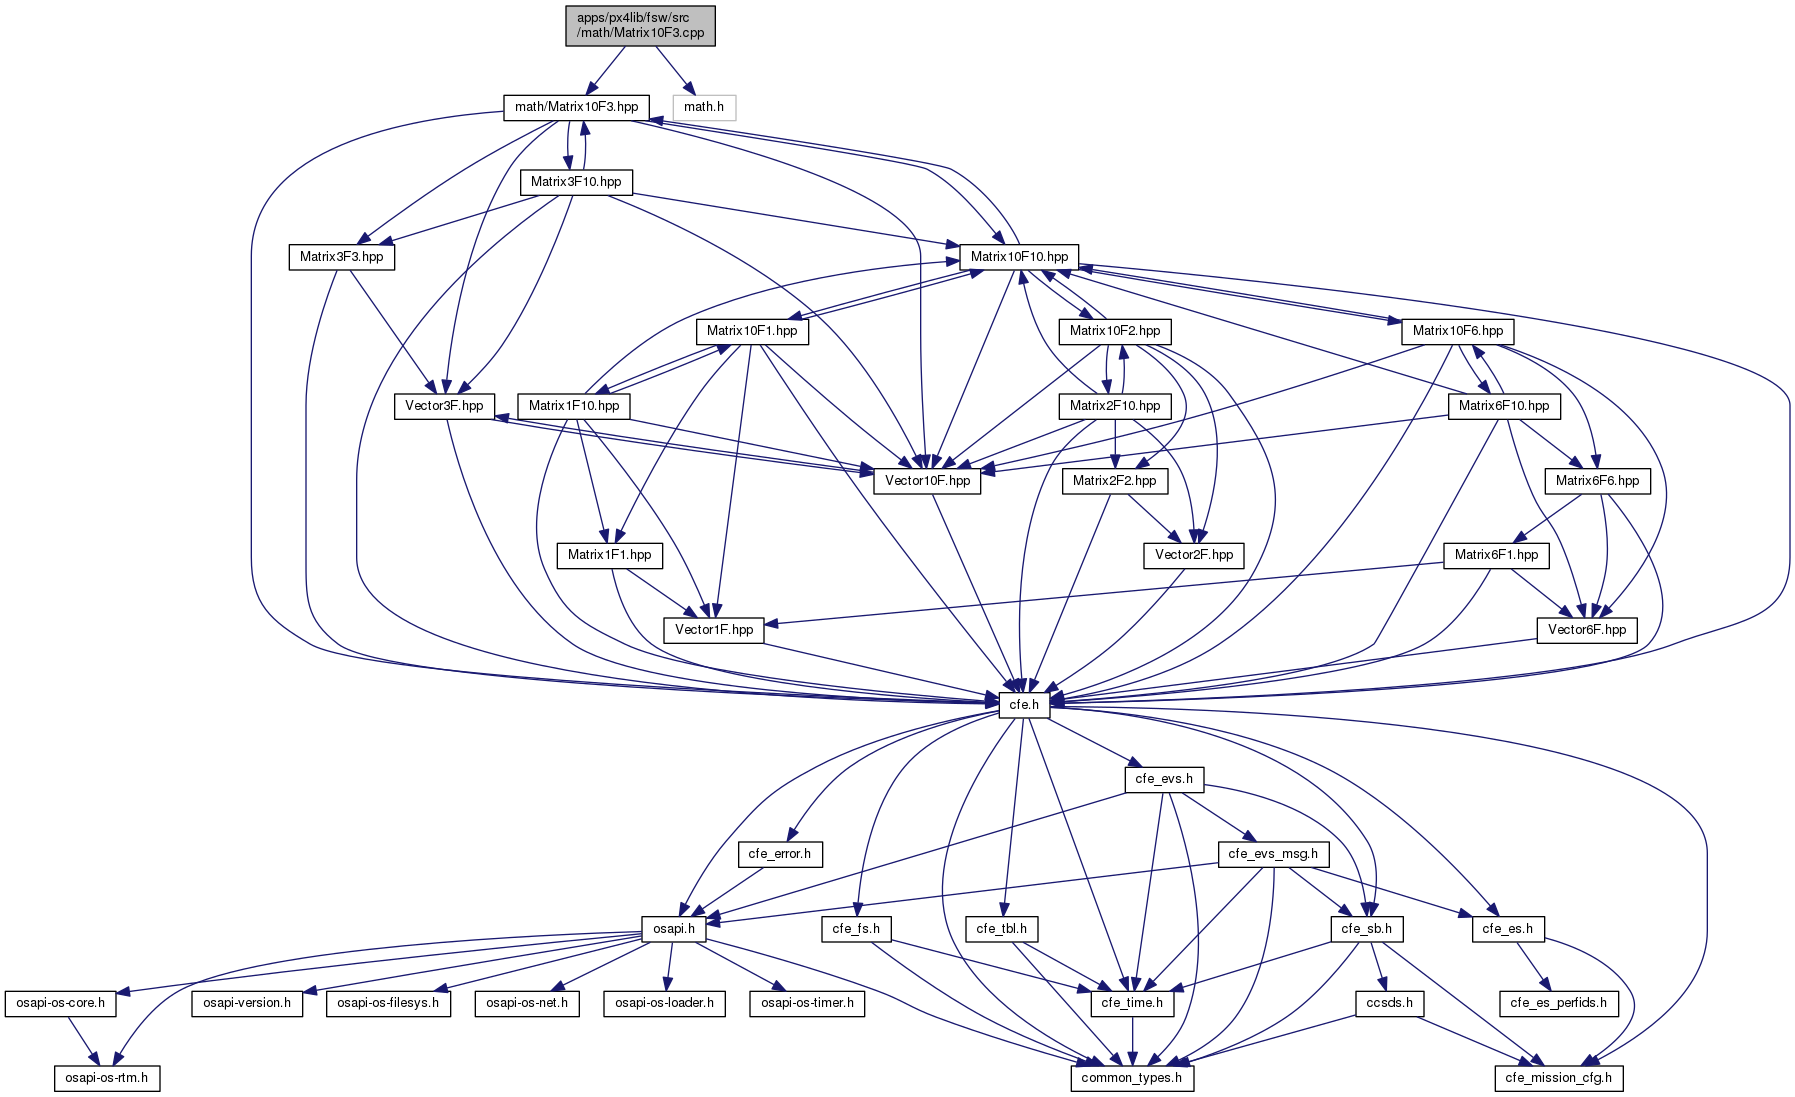 apps/px4lib/fsw/src
/math/Matrix10F3.cpp
math/Matrix10F3.hpp
math.h
Matrix3F10.hpp
Matrix3F3.hpp
Matrix10F10.hpp
Matrix10F1.hpp
Matrix10F2.hpp
Matrix10F6.hpp
Vector3F.hpp
Matrix1F10.hpp
Matrix2F10.hpp
Matrix6F10.hpp
Vector10F.hpp
Matrix2F2.hpp
Matrix6F6.hpp
Matrix1F1.hpp
Vector2F.hpp
Matrix6F1.hpp
Vector1F.hpp
Vector6F.hpp
cfe.h
cfe_evs.h
cfe_error.h
cfe_evs_msg.h
osapi.h
cfe_fs.h
cfe_tbl.h
cfe_sb.h
cfe_es.h
osapi-os-core.h
osapi-version.h
osapi-os-filesys.h
osapi-os-net.h
osapi-os-loader.h
osapi-os-timer.h
cfe_time.h
ccsds.h
cfe_es_perfids.h
osapi-os-rtm.h
common_types.h
cfe_mission_cfg.h